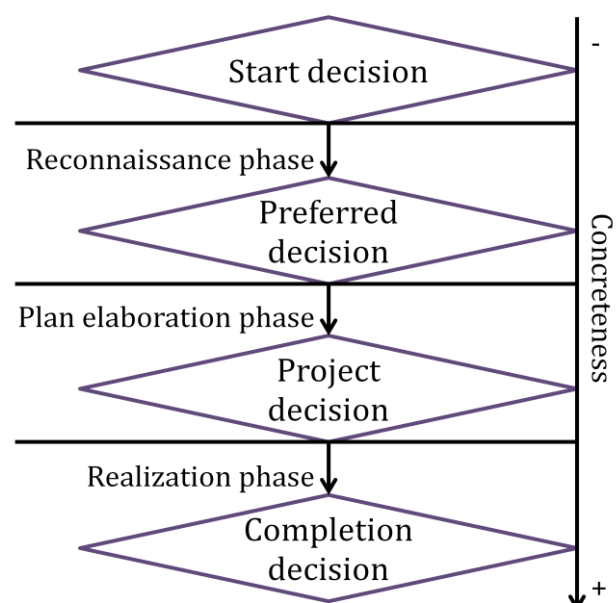 Start decision
-
Reconnaissance phase
Preferred
decision
Concreteness
Plan elaboration phase
Project
decision
Realization phase
Completion
decision
+